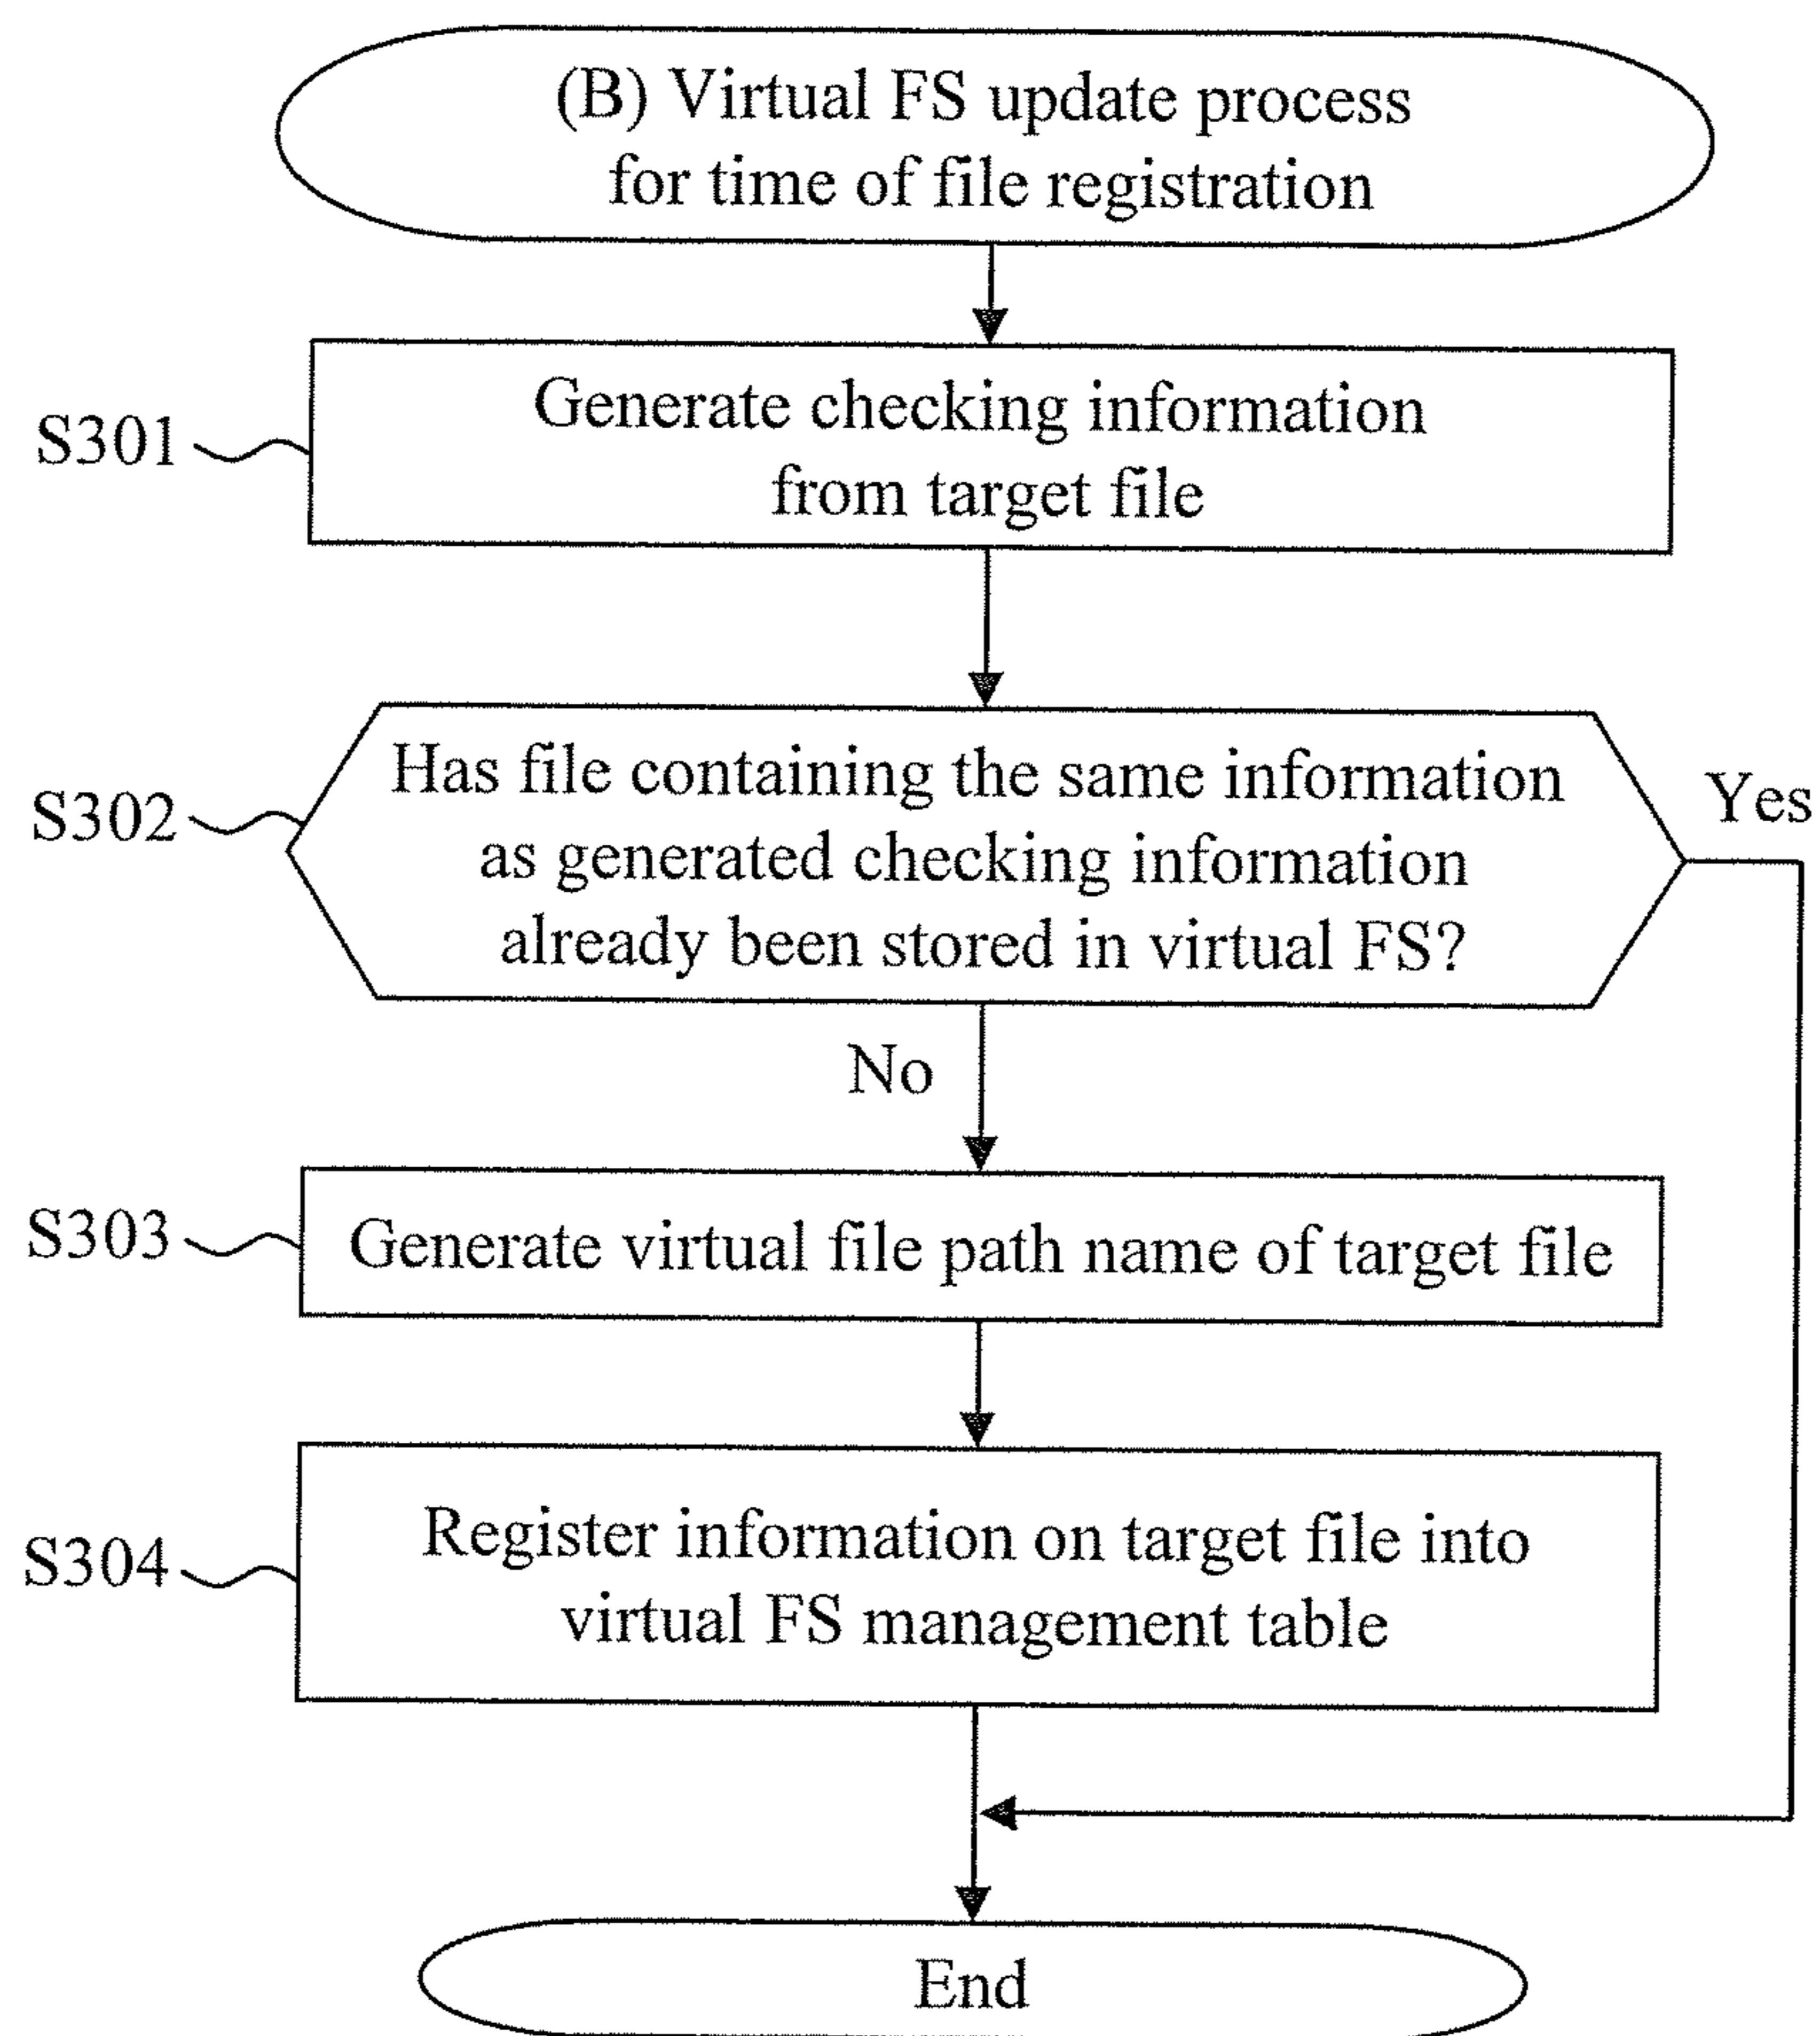 (B) Virtual FS update process
for time of file registration
S301
Generate checking information
from target file
S302
Has file containing the same information
as generated checking information
already been stored in virtual FS?
Yes
No
S303
Generate virtual file path name of target file
S304
Register information on target file into
virtual FS management table
End